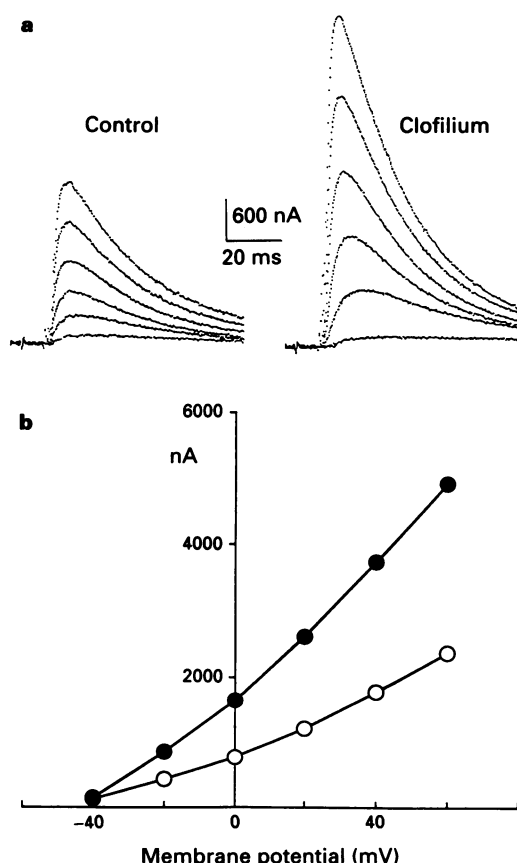 a
Control
Clofilium
600 nA
20 ms
b
6000
nA
4000
2000
−40
0
40
Membrane potential (mV)